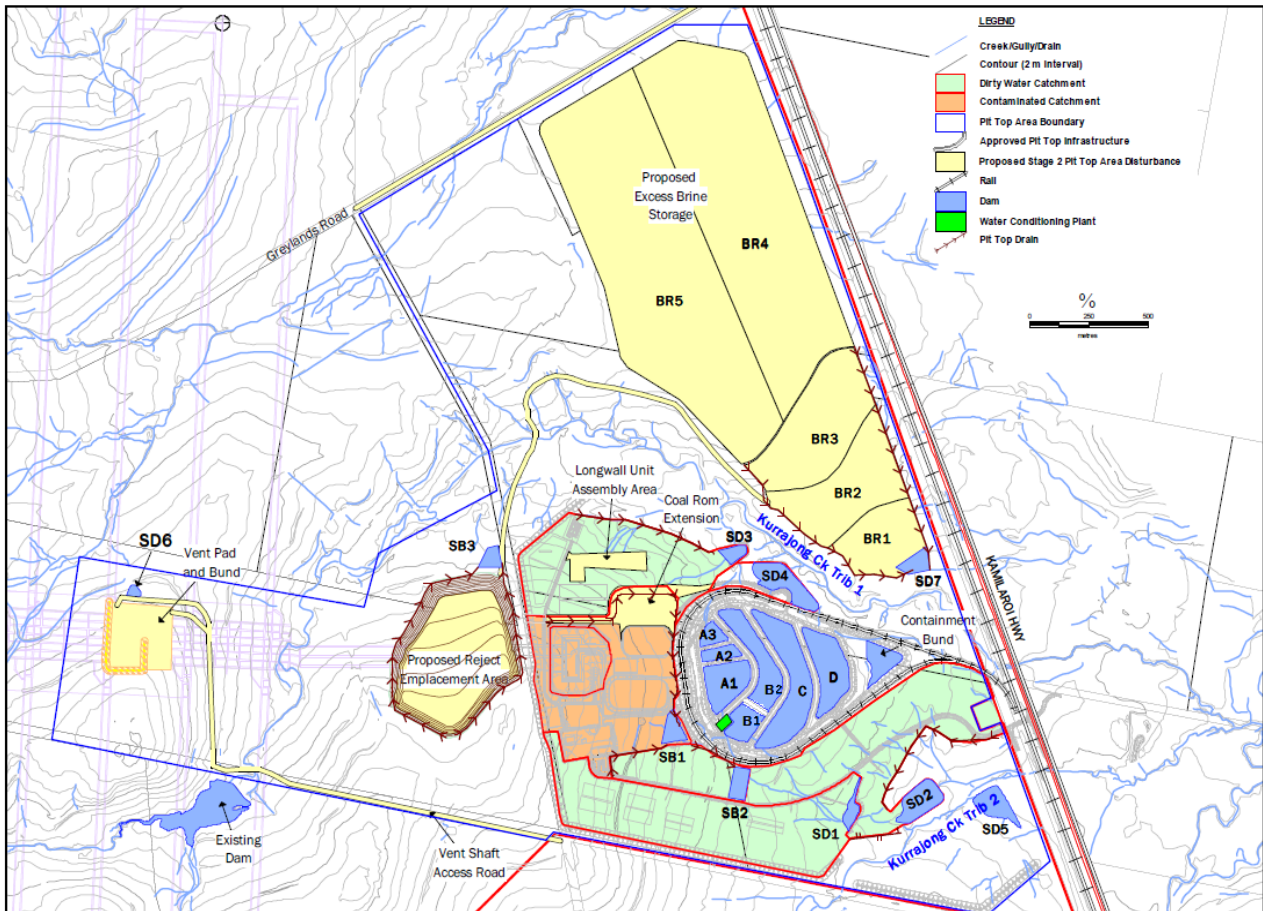 LEGEND
Creek/Gully/Drain
Contour (2 m Interval)
Dirty Water Catchment
Contaminated Catchment
Pit Top Area Boundary
Approved Pit Top Infrastructure
Proposed Stage 2 Pit Top Area Disturbance
Rail
Dam
Water Conditioning Plant
Pit Top Drain
%
0 250 500
metres
Proposed
Excess Brine
Storage
BR4
BR5
Greylands Road
BR3
BR2
BR1
Longwall Unit
Assembly Area
Coal Rom
Extension
Kurrajong Ck Trib 1
SD6
Vent Pad
and Bund
SB3
SD3
SD4
SD7
KAMILAROI HWY
Containment
Bund
A3
A2
A1
B2
C
D
B1
Proposed Reject
Emplacement Area
SB1
SB2
SD1
SD2
SD5
Kurrajong Ck Trib 2
Existing
Dam
Vent Shaft
Access Road